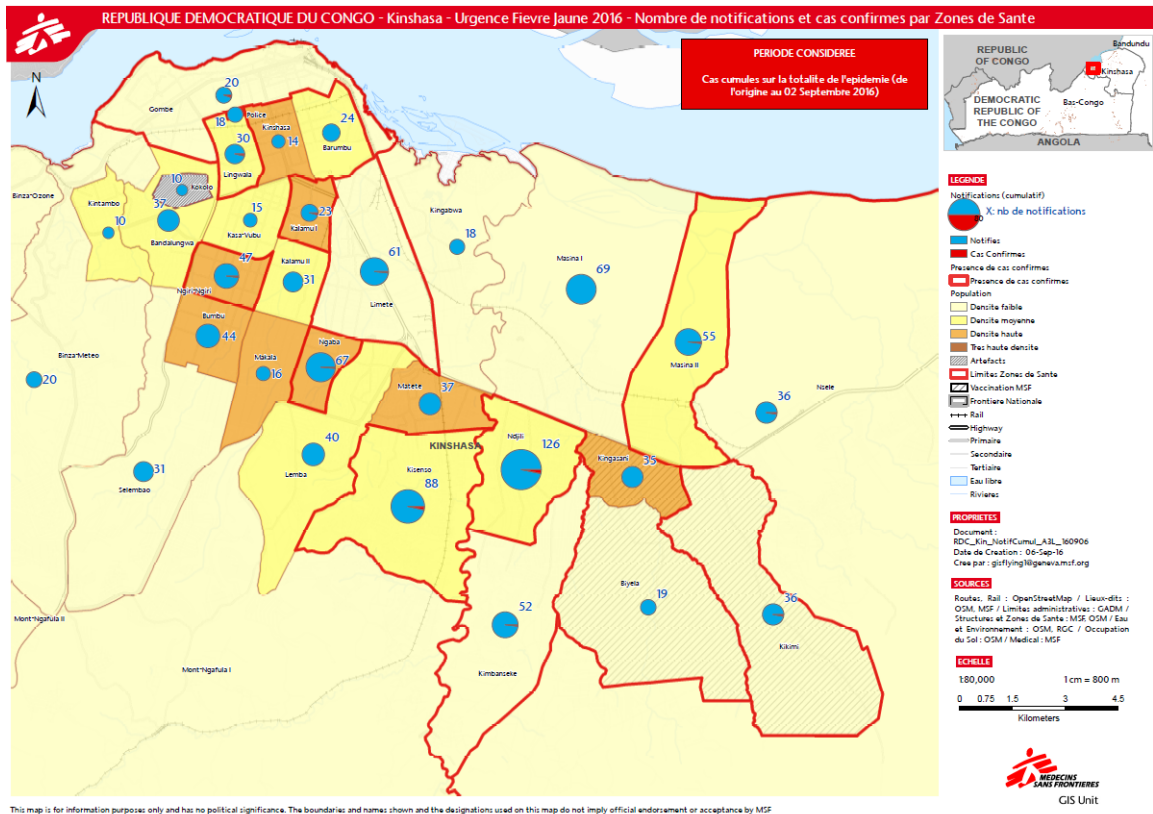 REPUBLIQUE DEMOCRATIQUE DU CONGO - Kinshasa - Urgence Fievre Jaune 2016 - Nombre de notifications et cas confirmes par Zones de Sante
PERIODE CONSIDEREE
Cas cumules sur la totalite de l'epidemie (de
l'origine au 02 Septembre 2016)
N
Bandundu
REPUBLIC
OF CONGO
Kinshasa
Bas-Congo
DEMOCRATIC
REPUBLIC OF
THE CONGO
ANGOLA
20
Gombe
18
Police
Kinshasa
14
24
Barumbu
30
Lingwala
10
Kokolo
Binza-Ozone
Kintambo
10
37
Bandalungwa
15
Kasa-Vubu
23
Kalamu I
Kingabwa
18
47
Ngiri-Ngiri
Kalamu II
31
61
Limete
Masina I
69
Bumbu
44
Makala
16
Ngaba
67
55
Masina II
Binza-Meteo
20
Matete
37
36
Nsele
40
Lemba
KINSHASA
Kisenso
88
Ndjili
126
Kingasani
35
31
Selembao
Biyela
19
36
Kikimi
52
Kimbanseke
Mont-Ngafula II
Mont-Ngafula I
LEGENDE
Notifications (cumulatif)
X: nb de notifications
Notifies
Cas Confirmes
Presence de cas confirmes
Presence de cas confirmes
Population
Densite faible
Densite moyenne
Densite haute
Tres haute densite
Artefacts
Limites Zones de Sante
Vaccination MSF
Frontiere Nationale
Rail
Highway
Primaire
Secondaire
Tertiaire
Eau libre
Rivieres
PROPRIETES
Document :
RDC_Kin_NotifCumul_A3L_160906
Date de Creation : 06-Sep-16
Cree par : gisflying1@geneva.msf.org
SOURCES
Routes, Rail : OpenStreetMap / Lieux-dits :
OSM, MSF / Limites administratives : GADM /
Structures et Zones de Sante : MSF, OSM / Eau
et Environnement : OSM, RGC / Occupation
du Sol : OSM / Medical : MSF
ECHELLE
180,000 1cm = 800 m
0 0.75 1.5 3 4.5
Kilometers
MEDECINS
SANS FRONTIERES
GIS Unit
This map is for information purposes only and has no political significance. The boundaries and names shown and the designations used on this map do not imply official endorsement or acceptance by MSF